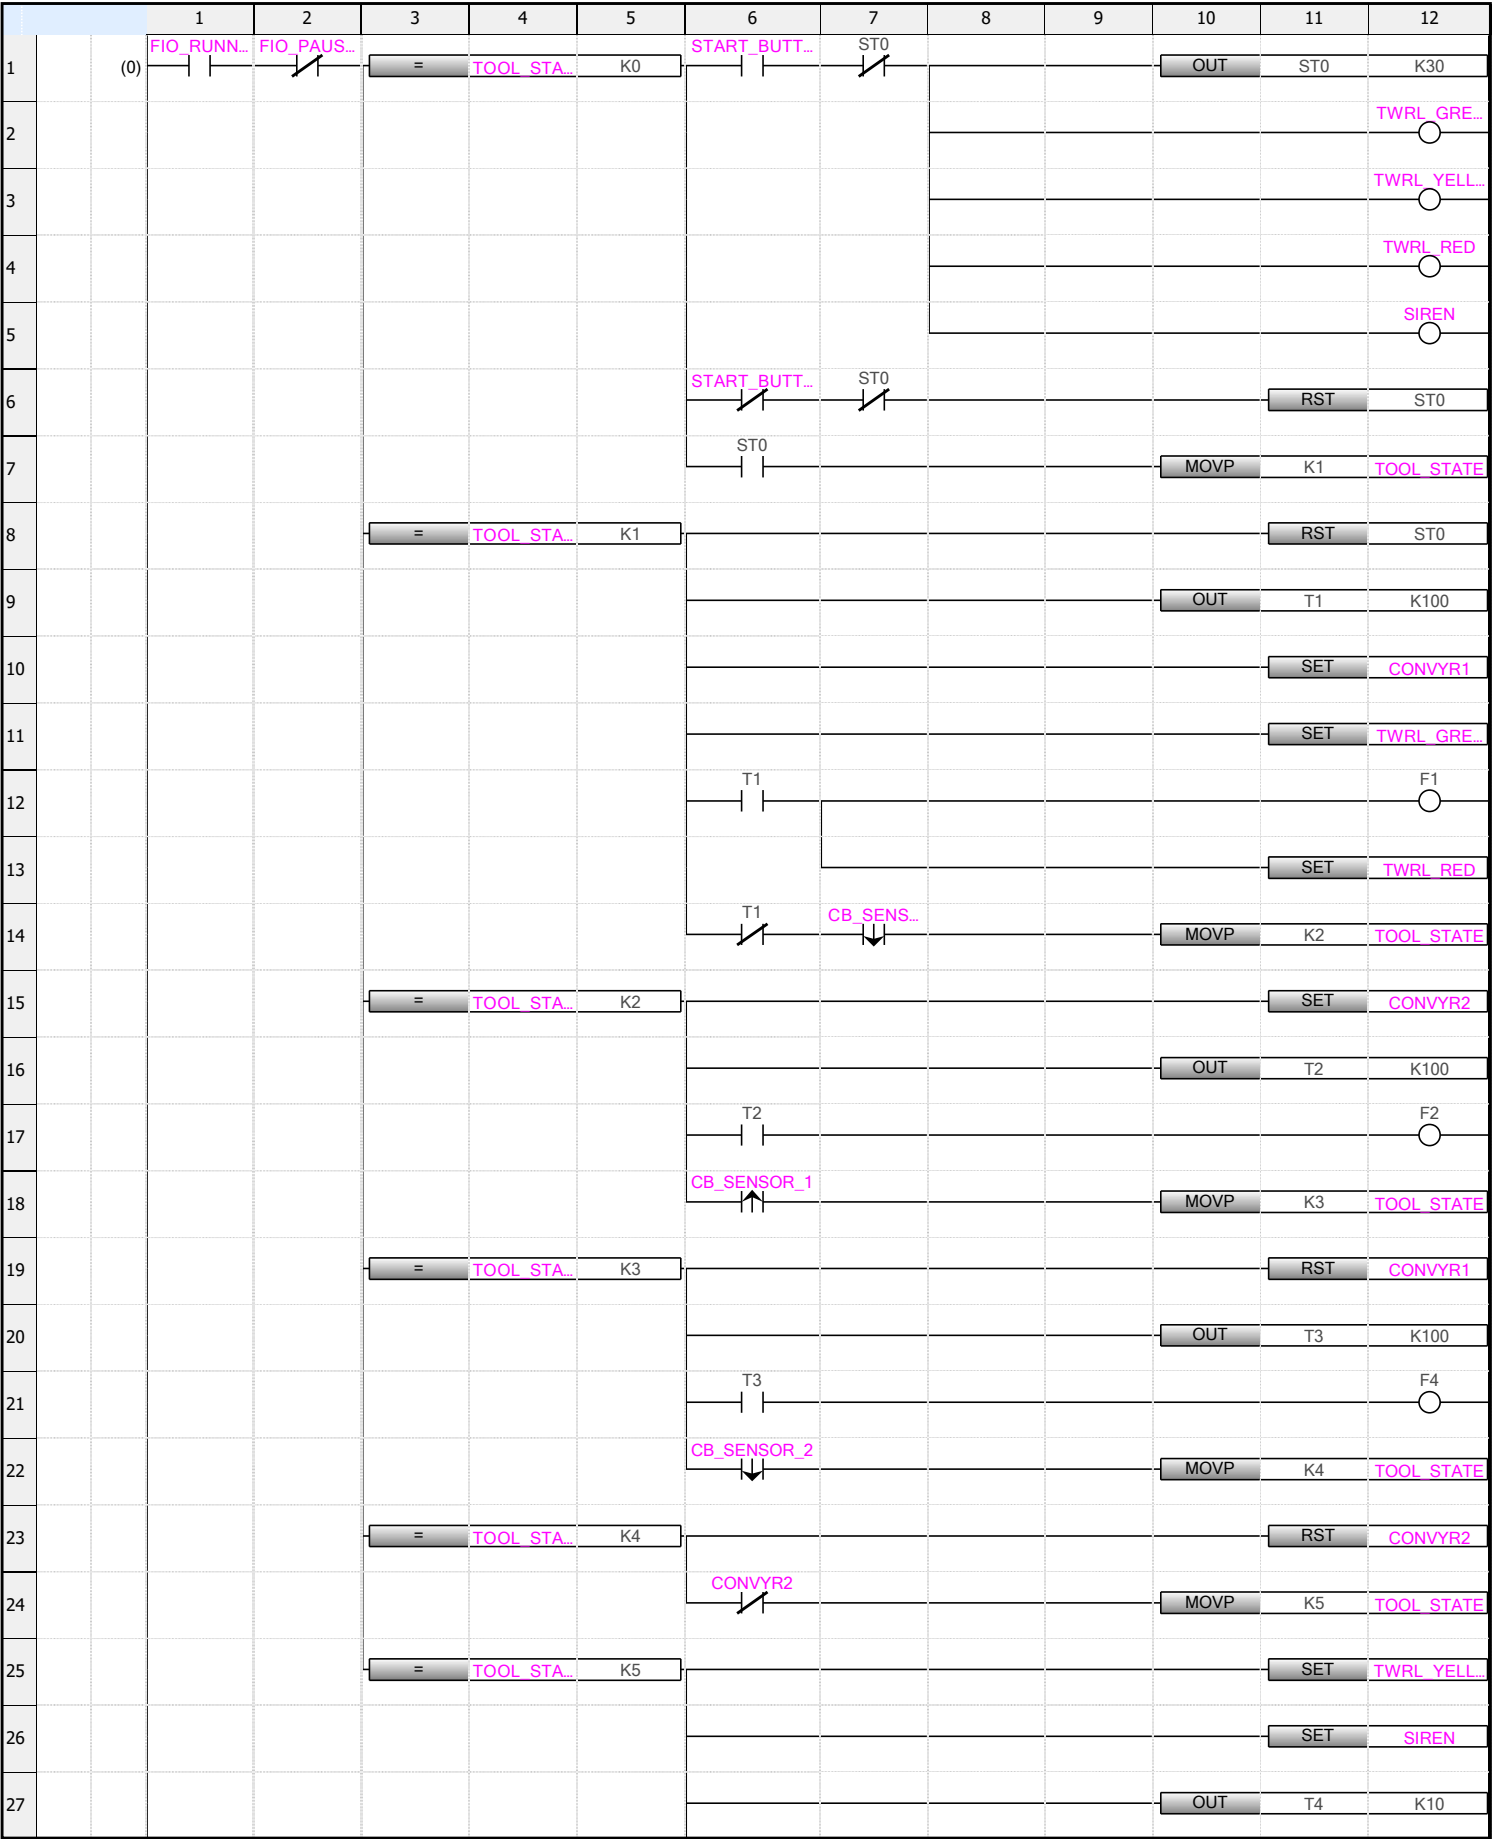 1 2 3 4 5 6 7 8 9 10 11 12
FIO_RUNN... FIO_PAUS... START_BUTT... ST0
1 (0) = TOOL_STA... K0 OUT ST0 K30
TWRL_GRE...
2
TWRL_YELL...
3
TWRL_RED
4
SIREN
5
START_BUTT... ST0
6 RST ST0
ST0
7 MOVP K1 TOOL_STATE
8 = TOOL_STA... K1 RST ST0
9 OUT T1 K100
10 SET CONVYR1
11 SET TWRL_GRE...
T1 F1
12
13 SET TWRL_RED
T1 CB_SENS...
14 MOVP K2 TOOL_STATE
15 = TOOL_STA... K2 SET CONVYR2
16 OUT T2 K100
T2 F2
17
CB_SENSOR_1
18 MOVP K3 TOOL_STATE
19 = TOOL_STA... K3 RST CONVYR1
20 OUT T3 K100
T3 F4
21
CB_SENSOR_2
22 MOVP K4 TOOL_STATE
23 = TOOL_STA... K4 RST CONVYR2
CONVYR2
24 MOVP K5 TOOL_STATE
25 = TOOL_STA... K5 SET TWRL_YELL...
26 SET SIREN
27 OUT T4 K10